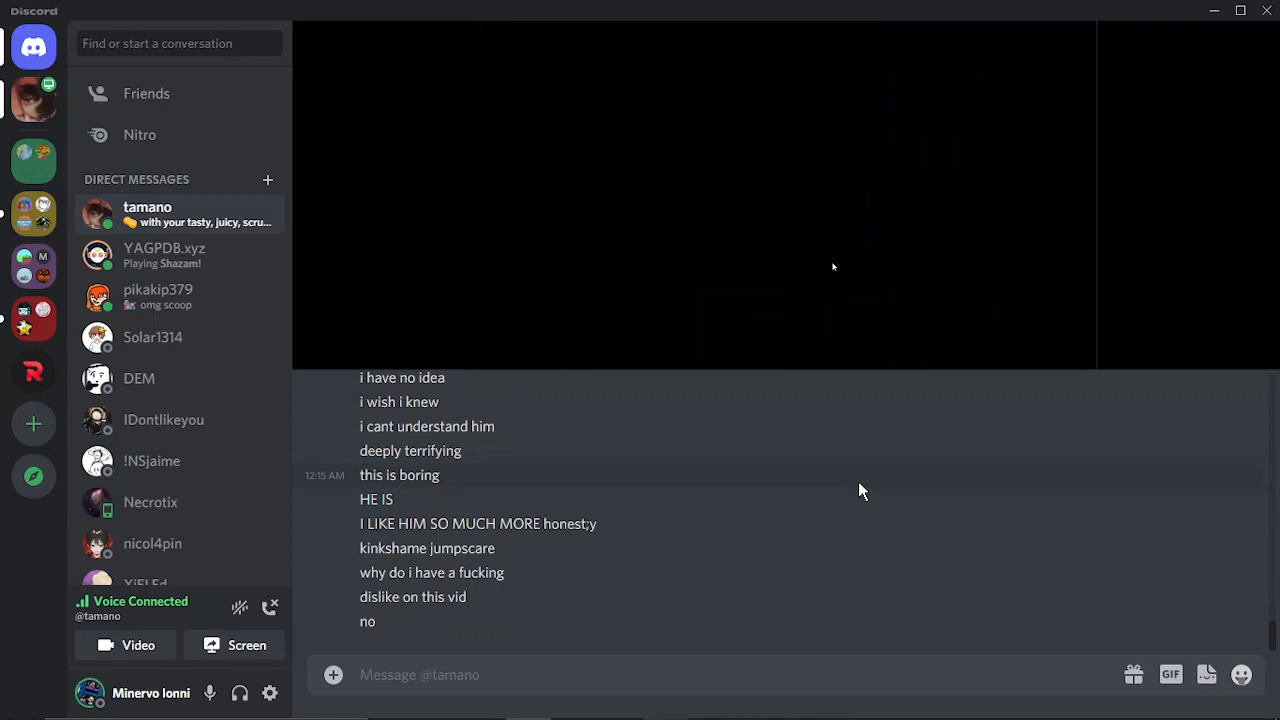 Discord
Find or start a conversation
Friends
Nitro
DIRECT MESSAGES
tamano
with your tasty, juicy, scru...
YAGPDB.xyz
Playing Shazam!
pikakip379
omg scoop
Solar1314
DEM
IDontlikeyou
!NSjaime
Necrotix
nicol4pin
XiFLFd
Voice Connected
@tamano
Video
Screen
Minervo Ionni
i have no idea
i wish i knew
i cant understand him
deeply terrifying
12:15 AM this is boring
HE IS
I LIKE HIM SO MUCH MORE honest;y
kinkshame jumpscare
why do i have a fucking
dislike on this vid
no
Message @tamano
GIF